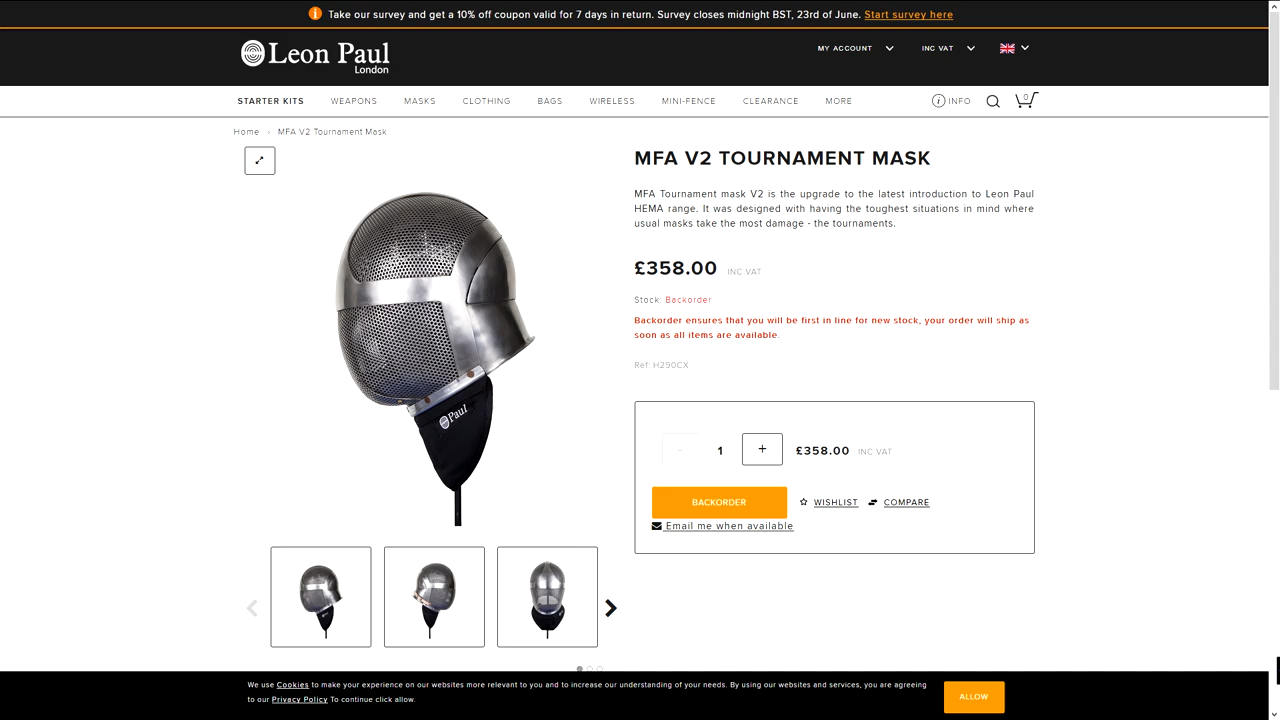 Take our survey and get a 10% off coupon valid for 7 days in return. Survey closes midnight BST, 23rd of June. Start survey here
Leon Paul
London
MY ACCOUNT
INC VAT
STARTER KITS
WEAPONS
MASKS
CLOTHING
BAGS
WIRELESS
MINI-FENCE
CLEARANCE
MORE
INFO
0
Home › MFA V2 Tournament Mask
MFA V2 TOURNAMENT MASK
MFA Tournament mask V2 is the upgrade to the latest introduction to Leon Paul
HEMA range. It was designed with having the toughest situations in mind where
usual masks take the most damage - the tournaments.
£358.00 INC VAT
Stock: Backorder
Backorder ensures that you will be first in line for new stock, your order will ship as
soon as all items are available.
Ref: H290CX
Paul
- 1 + £358.00 INC VAT
BACKORDER
WISHLIST
COMPARE
Email me when available
We use Cookies to make your experience on our websites more relevant to you and to increase our understanding of your needs. By using our websites and services, you are agreeing
to our Privacy Policy To continue click allow.
ALLOW